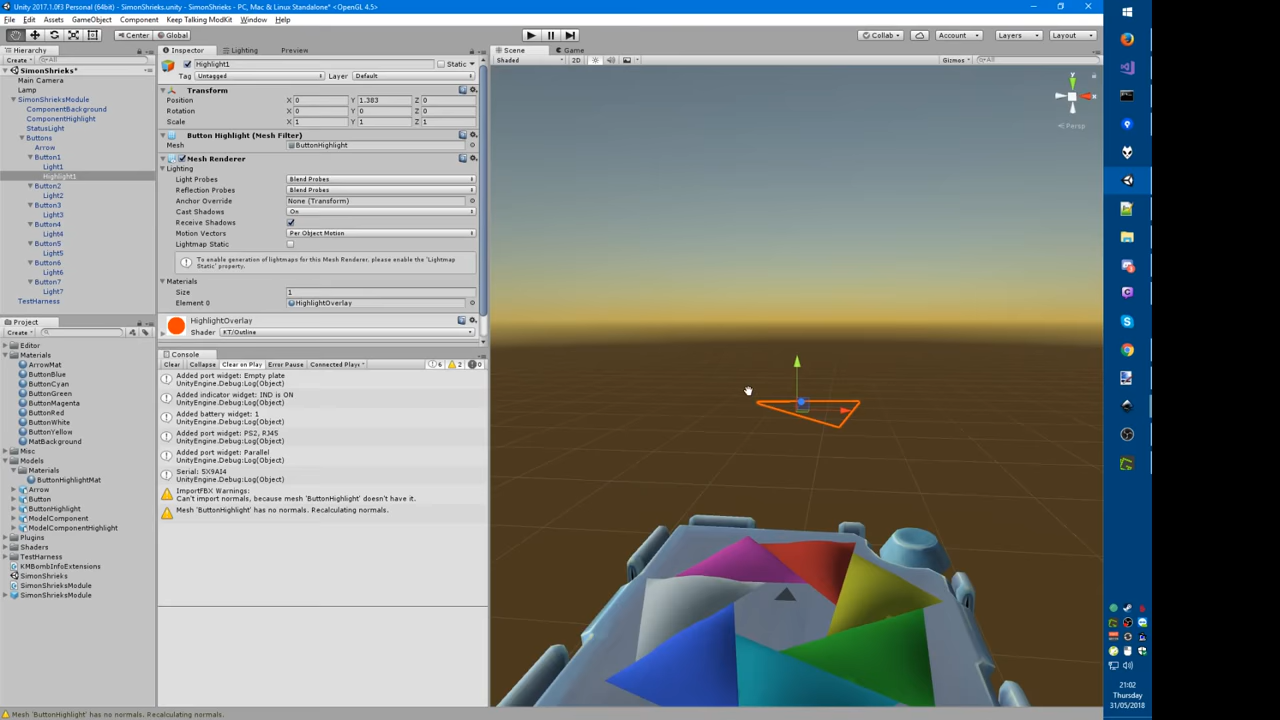 Unity 2017.1.0f3 Personal (64bit) - SimonShrieks.unity - SimonShrieks - PC, Mac & Linux Standalone* <OpenGL 4.5>
File Edit Assets GameObject Component Keep Talking ModKit Window Help
Center Global Collab Account Layers Layout
Hierarchy
Create All
SimonShrieks*
Main Camera
Lamp
SimonShrieksModule
ComponentBackground
ComponentHighlight
StatusLight
Buttons
Arrow
Button1
Light1
Highlight1
Button2
Light2
Button3
Light3
Button4
Light4
Button5
Light5
Button6
Light6
Button7
Light7
TestHarness
Project
Create
Editor
Materials
ArrowMat
ButtonBlue
ButtonCyan
ButtonGreen
ButtonMagenta
ButtonRed
ButtonWhite
ButtonYellow
MatBackground
Misc
Models
Materials
ButtonHighlightMat
Arrow
Button
ButtonHighlight
ModelComponent
ModelComponentHighlight
Plugins
Shaders
TestHarness
KMBombInfoExtensions
SimonShrieks
SimonShrieksModule
SimonShrieksModule
Inspector Lighting Preview
Highlight1 Static
Tag Untagged Layer Default
Transform
Position X 0 Y 1.383 Z 0
Rotation X 0 Y 0 Z 0
Scale X 1 Y 1 Z 1
Button Highlight (Mesh Filter)
Mesh ButtonHighlight
Mesh Renderer
Lighting
Light Probes Blend Probes
Reflection Probes Blend Probes
Anchor Override None (Transform)
Cast Shadows On
Receive Shadows
Motion Vectors Per Object Motion
Lightmap Static
To enable generation of lightmaps for this Mesh Renderer, please enable the 'Lightmap
Static' property.
Materials
Size 1
Element 0 HighlightOverlay
HighlightOverlay
Shader KT/Outline
Console
Clear Collapse Clear on Play Error Pause Connected Player 6 2 0
Added port widget: Empty plate
UnityEngine.Debug:Log(Object)
Added indicator widget: IND is ON
UnityEngine.Debug:Log(Object)
Added battery widget: 1
UnityEngine.Debug:Log(Object)
Added port widget: PS2, RJ45
UnityEngine.Debug:Log(Object)
Added port widget: Parallel
UnityEngine.Debug:Log(Object)
Serial: 5X9AI4
UnityEngine.Debug:Log(Object)
ImportFBX Warnings:
Can't import normals, because mesh 'ButtonHighlight' doesn't have it.
Mesh 'ButtonHighlight' has no normals. Recalculating normals.
Scene Game
Shaded 2D Gizmos All
y
x
Persp
Mesh 'ButtonHighlight' has no normals. Recalculating normals.
21:02
Thursday
31/05/2018